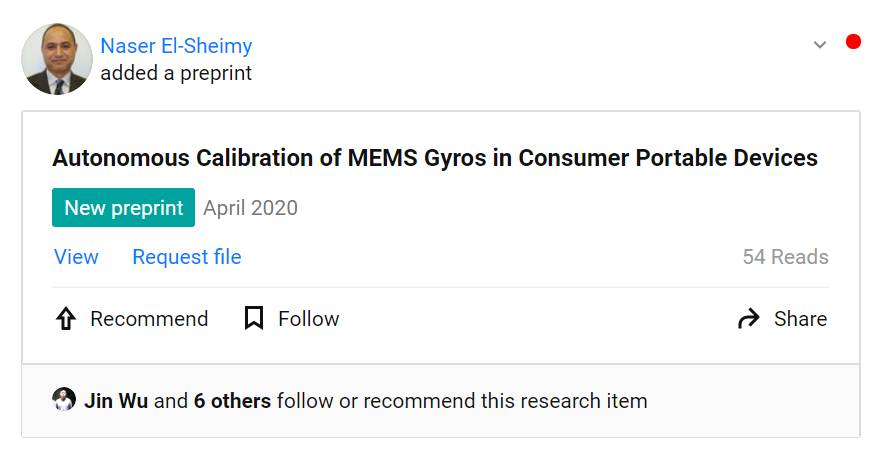 Naser El-Sheimy
added a preprint
Autonomous Calibration of MEMS Gyros in Consumer Portable Devices
New preprint April 2020
View Request file 54 Reads
Recommend Follow Share
Jin Wu and 6 others follow or recommend this research item